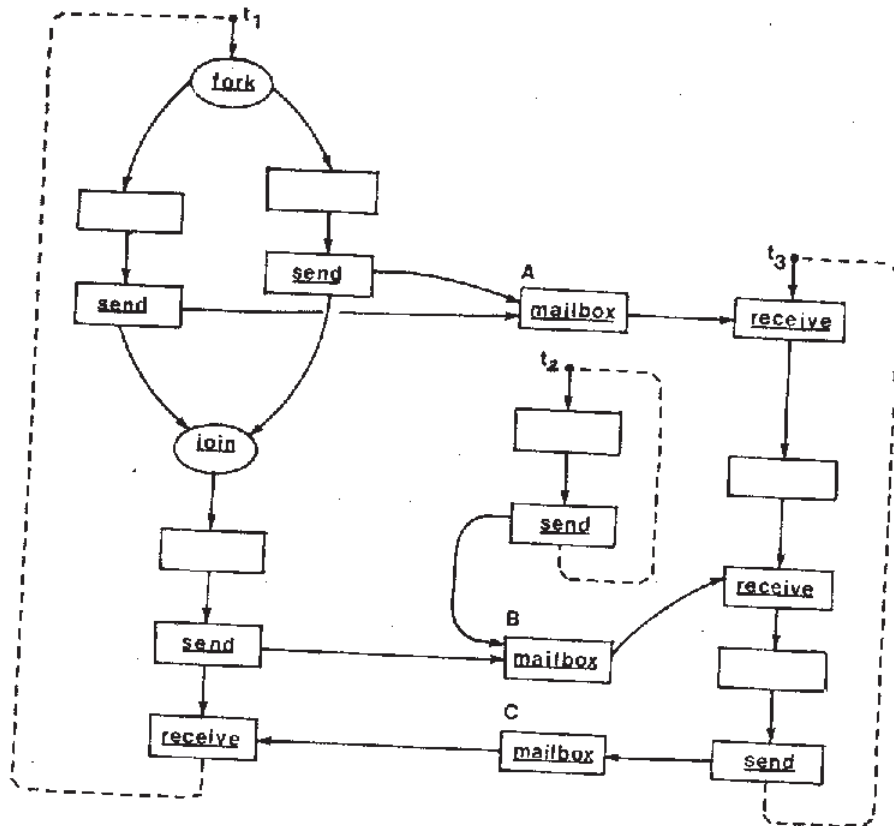 t1
fork
send
send
A
mailbox
t3
receive
t2
join
send
receive
B
send
mailbox
C
receive
mailbox
send